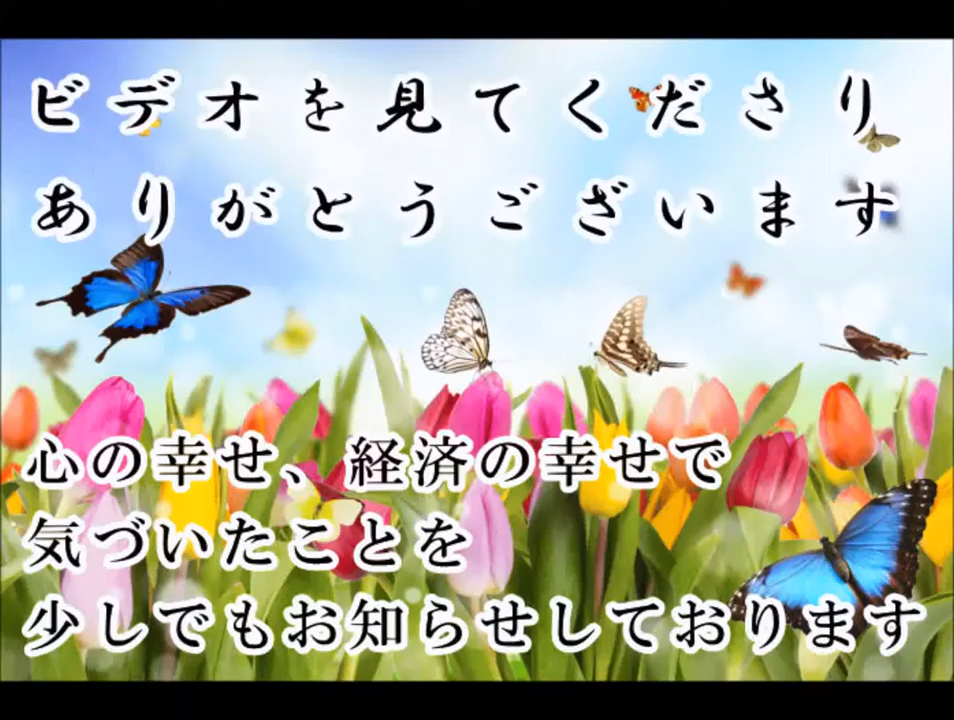 ビデオを見てくださり
ありがとうございます
心の幸せ、経済の幸せで
気づいたことを
少しでもお知らせしております